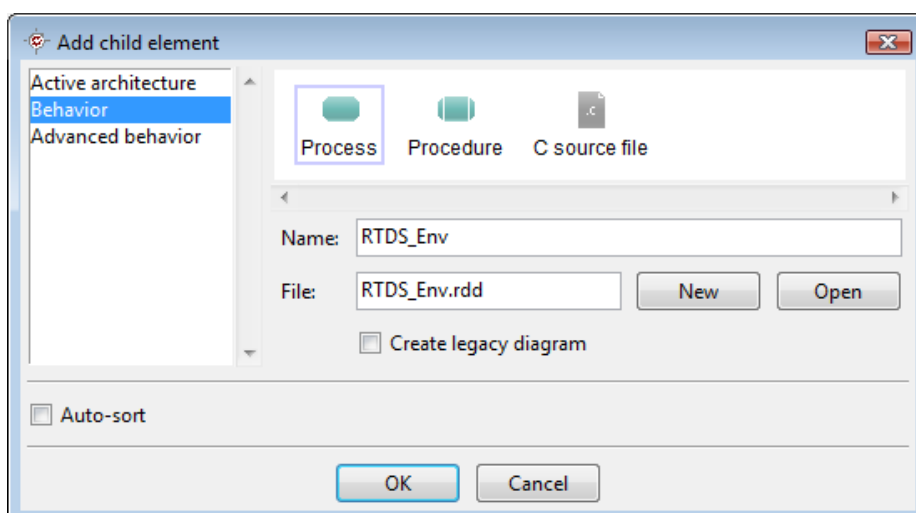 Add child element
Active architecture
Behavior
Advanced behavior
.c
Process Procedure C source file
Name: RTDS_Env
File: RTDS_Env.rdd New Open
Create legacy diagram
Auto-sort
OK Cancel